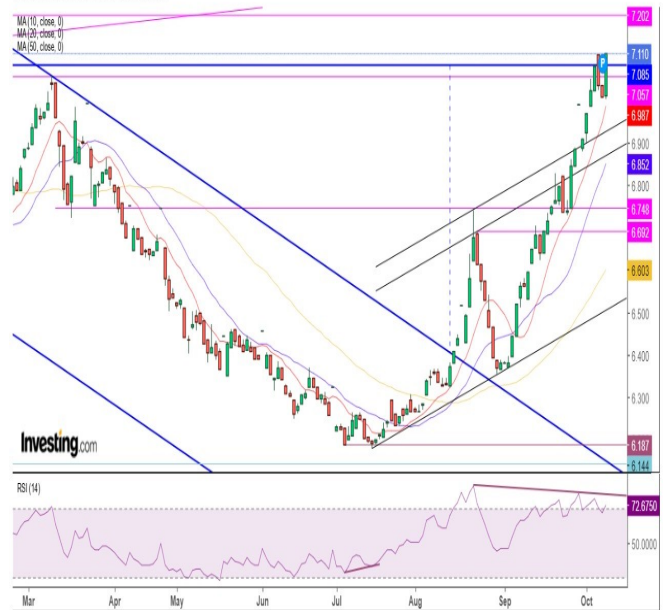 MA (10, close, 0)
MA (20, close, 0)
MA (50, close, 0)
7.202
7.110
P
7.085
7.057
6.987
6.900
6.852
6.800
6.748
6.692
6.603
6.500
6.400
6.300
6.187
6.144
Investing.com
RSI (14)
72.6750
50.0000
Mar Apr May Jun Jul Aug Sep Oct